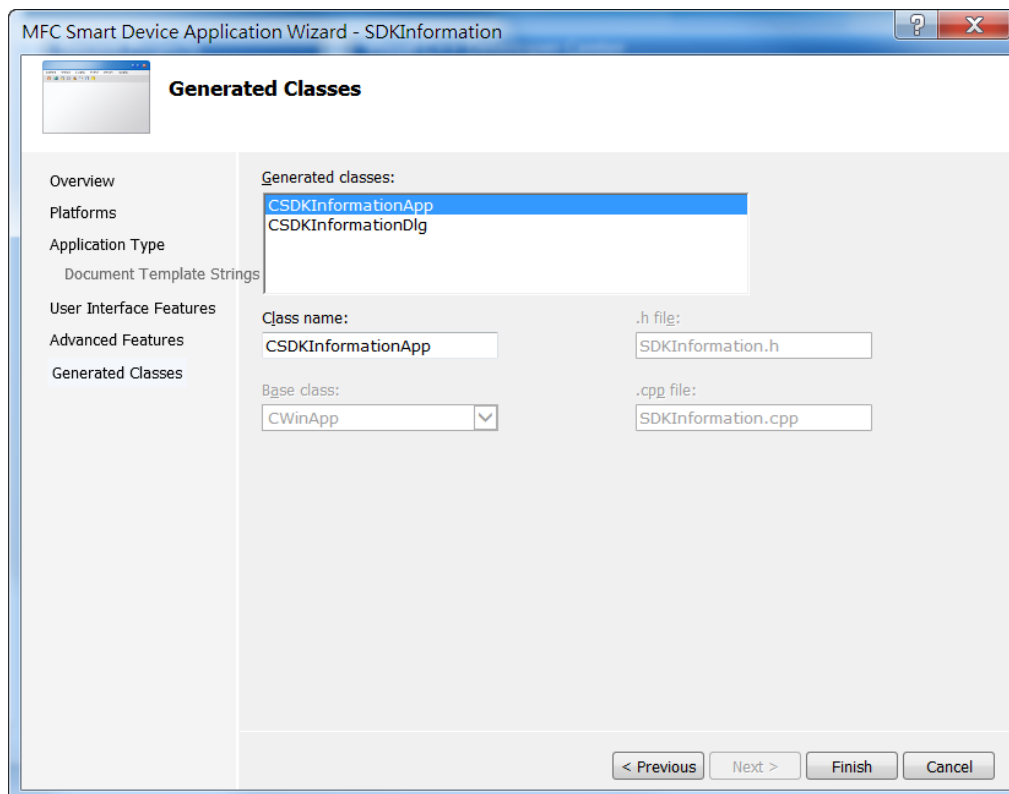 MFC Smart Device Application Wizard - SDKInformation
Generated Classes
Overview
Platforms
Application Type
Document Template Strings
User Interface Features
Advanced Features
Generated Classes
Generated classes:
CSDKInformationApp
CSDKInformationDlg
Class name:
.h file:
CSDKInformationApp
SDKInformation.h
Base class:
.cpp file:
CWinApp
SDKInformation.cpp
< Previous
Next >
Finish
Cancel